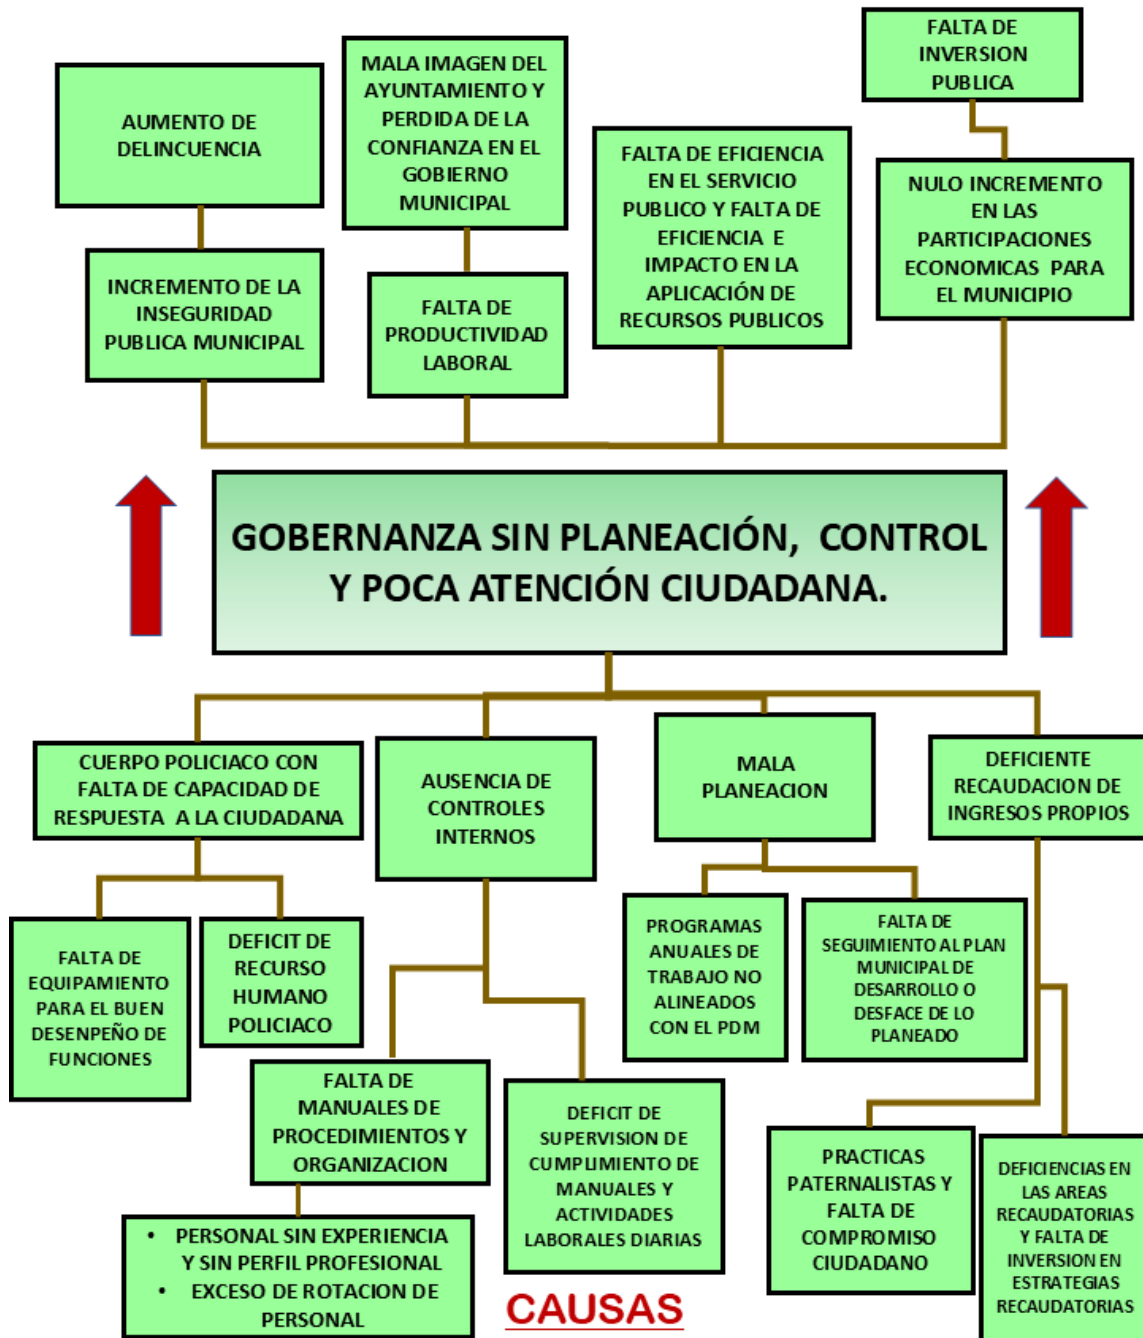 FALTA DE
INVERSION
PUBLICA
MALA IMAGEN DEL
AYUNTAMIENTO Y
PERDIDA DE LA
CONFIANZA EN EL
GOBIERNO
MUNICIPAL
AUMENTO DE
DELINCUENCIA
FALTA DE EFICIENCIA
EN EL SERVICIO
PUBLICO Y FALTA DE
EFICIENCIA E
IMPACTO EN LA
APLICACIÓN DE
RECURSOS PUBLICOS
NULO INCREMENTO
EN LAS
PARTICIPACIONES
ECONOMICAS PARA
EL MUNICIPIO
INCREMENTO DE LA
INSEGURIDAD
PUBLICA MUNICIPAL
FALTA DE
PRODUCTIVIDAD
LABORAL
GOBERNANZA SIN PLANEACIÓN, CONTROL
Y POCA ATENCIÓN CIUDADANA.
CUERPO POLICIACO CON
FALTA DE CAPACIDAD DE
RESPUESTA A LA CIUDADANA
AUSENCIA DE
CONTROLES
INTERNOS
MALA
PLANEACION
DEFICIENTE
RECAUDACION DE
INGRESOS PROPIOS
FALTA DE
EQUIPAMIENTO
PARA EL BUEN
DESENPEÑO DE
FUNCIONES
DEFICIT DE
RECURSO
HUMANO
POLICIACO
PROGRAMAS
ANUALES DE
TRABAJO NO
ALINEADOS
CON EL PDM
FALTA DE
SEGUIMIENTO AL PLAN
MUNICIPAL DE
DESARROLLO O
DESFACE DE LO
PLANEADO
FALTA DE
MANUALES DE
PROCEDIMIENTOS Y
ORGANIZACION
DEFICIT DE
SUPERVISION DE
CUMPLIMIENTO DE
MANUALES Y
ACTIVIDADES
LABORALES DIARIAS
PRACTICAS
PATERNALISTAS Y
FALTA DE
COMPROMISO
CIUDADANO
DEFICIENCIAS EN
LAS AREAS
RECAUDATORIAS
Y FALTA DE
INVERSION EN
ESTRATEGIAS
RECAUDATORIAS
• PERSONAL SIN EXPERIENCIA
Y SIN PERFIL PROFESIONAL
• EXCESO DE ROTACION DE
PERSONAL
CAUSAS